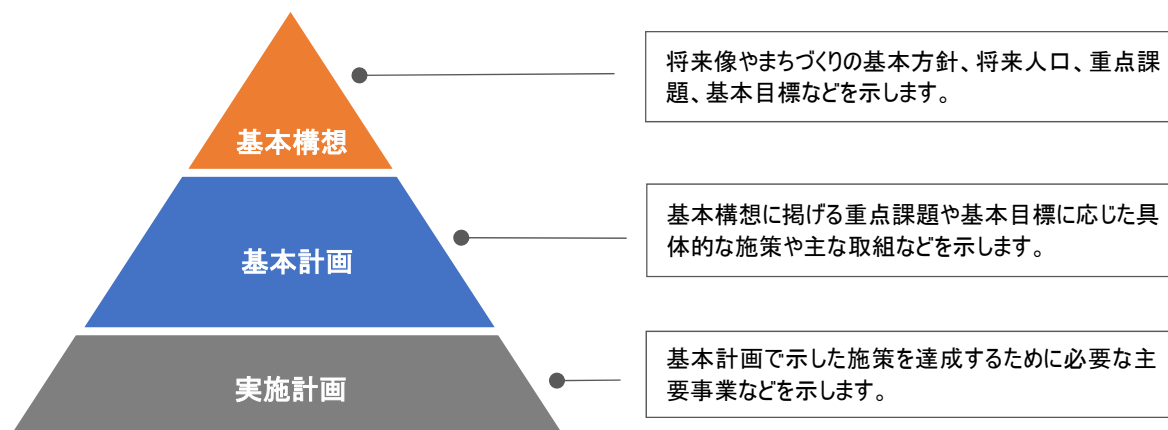 基本構想
将来像やまちづくりの基本方針、将来人口、重点課
題、基本目標などを示します。
基本計画
基本構想に掲げる重点課題や基本目標に応じた具
体的な施策や主な取組などを示します。
実施計画
基本計画で示した施策を達成するために必要な主
要事業などを示します。